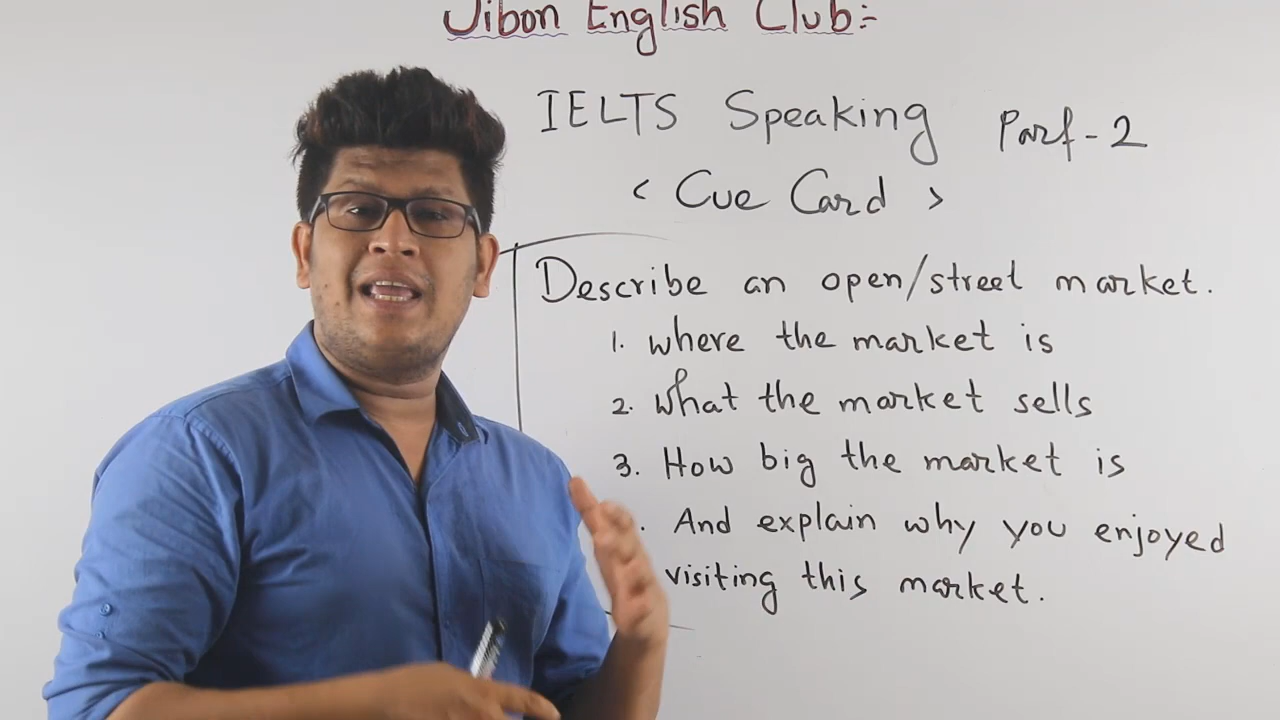 Jibon English Club:-
IELTS Speaking Part-2
< Cue Card >
Describe an open/street market.
1. where the market is
2. what the market sells
3. How big the market is
. And explain why you enjoyed
visiting this market.